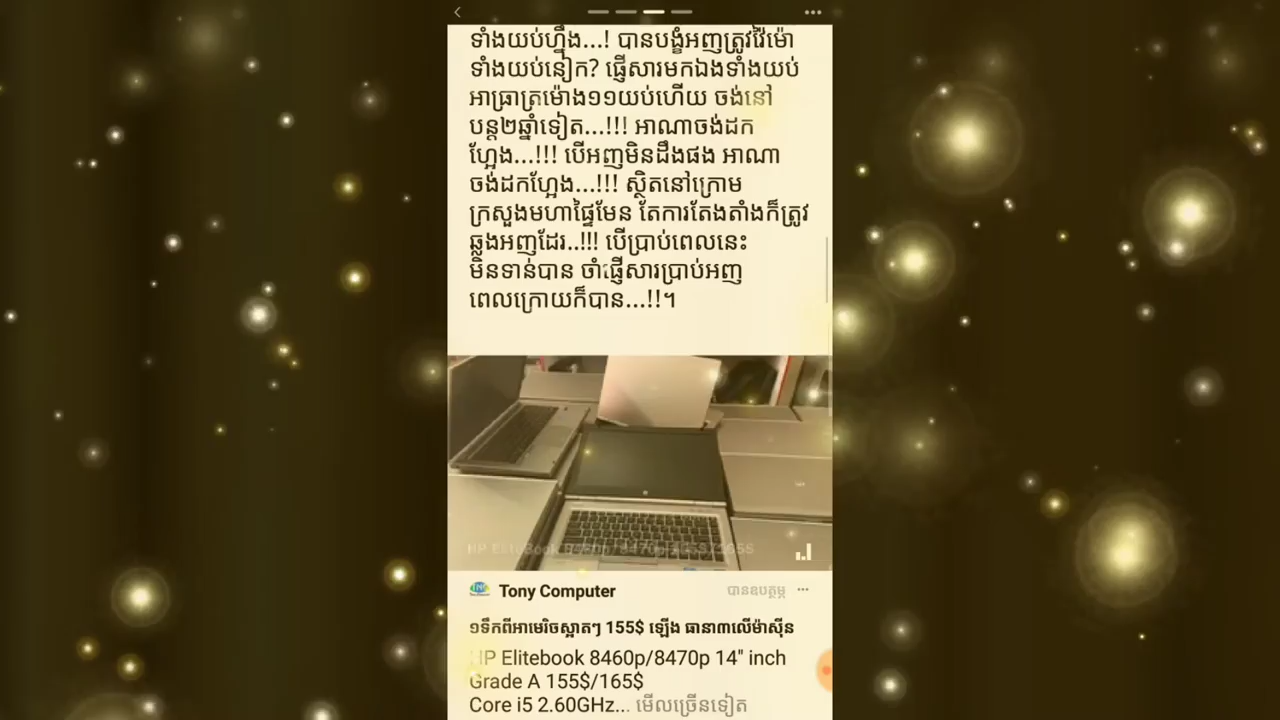 ទាំងយប់ហ្នឹង...! បានបង្ខំអញត្រូវវ៉ៃម៉ោ
ទាំងយប់នៀក? ផ្ញើសារមកឯងទាំងយប់
អាធ្រាត្រម៉ោង១១យប់ហើយ ចង់នៅ
បន្ត២ឆ្នាំទៀត...!!! អាណាចង់ដក
ហ្អែង...!!! បើអញមិនដឹងផង អាណា
ចង់ដកហ្អែង...!!! ស្ថិតនៅក្រោម
ក្រសួងមហាផ្ទៃមែន តែការតែងតាំងក៏ត្រូវ
ឆ្លងអញដែរ..!!! បើប្រាប់ពេលនេះ
មិនទាន់បាន ចាំផ្ញើសារប្រាប់អញ
ពេលក្រោយក៏បាន...!!។
Tony Computer បានឧបត្ថម្ភ
១ទឹកពីអាមេរិចស្អាតៗ 155$ ឡើង ធានា៣លើម៉ាស៊ីន
HP Elitebook 8460p/8470p 14" inch
Grade A 155$/165$
Core i5 2.60GHz... មើលច្រើនទៀត